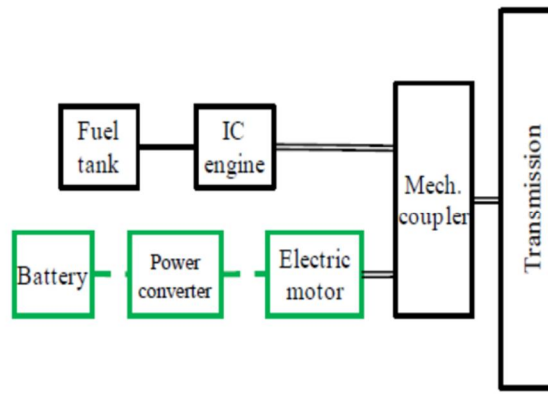 Fuel
tank
IC
engine
Mech.
coupler
Transmission
Battery
Power
converter
Electric
motor